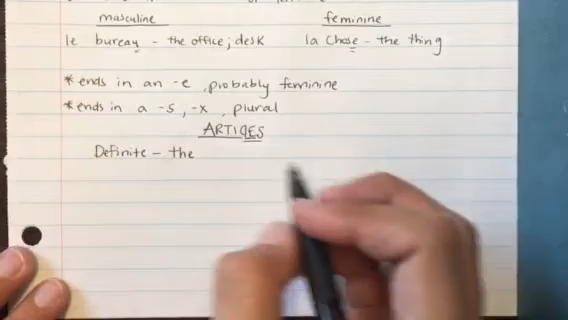 masculine feminine
le bureau - the office; desk la chose - the thing
*ends in an -e, probably feminine
*ends in a -s, -x, plural
ARTICLES
Definite - the